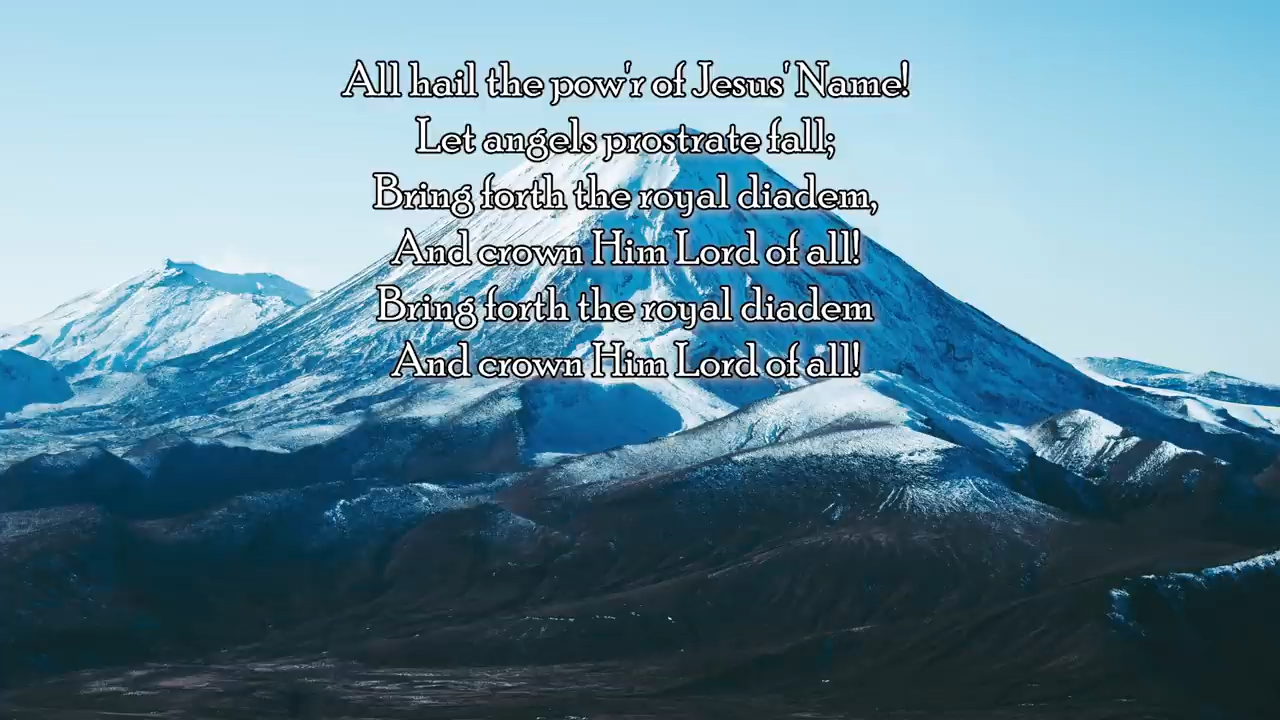 All hail the pow'r of Jesus' Name!
Let angels prostrate fall;
Bring forth the royal diadem,
And crown Him Lord of all!
Bring forth the royal diadem
And crown Him Lord of all!